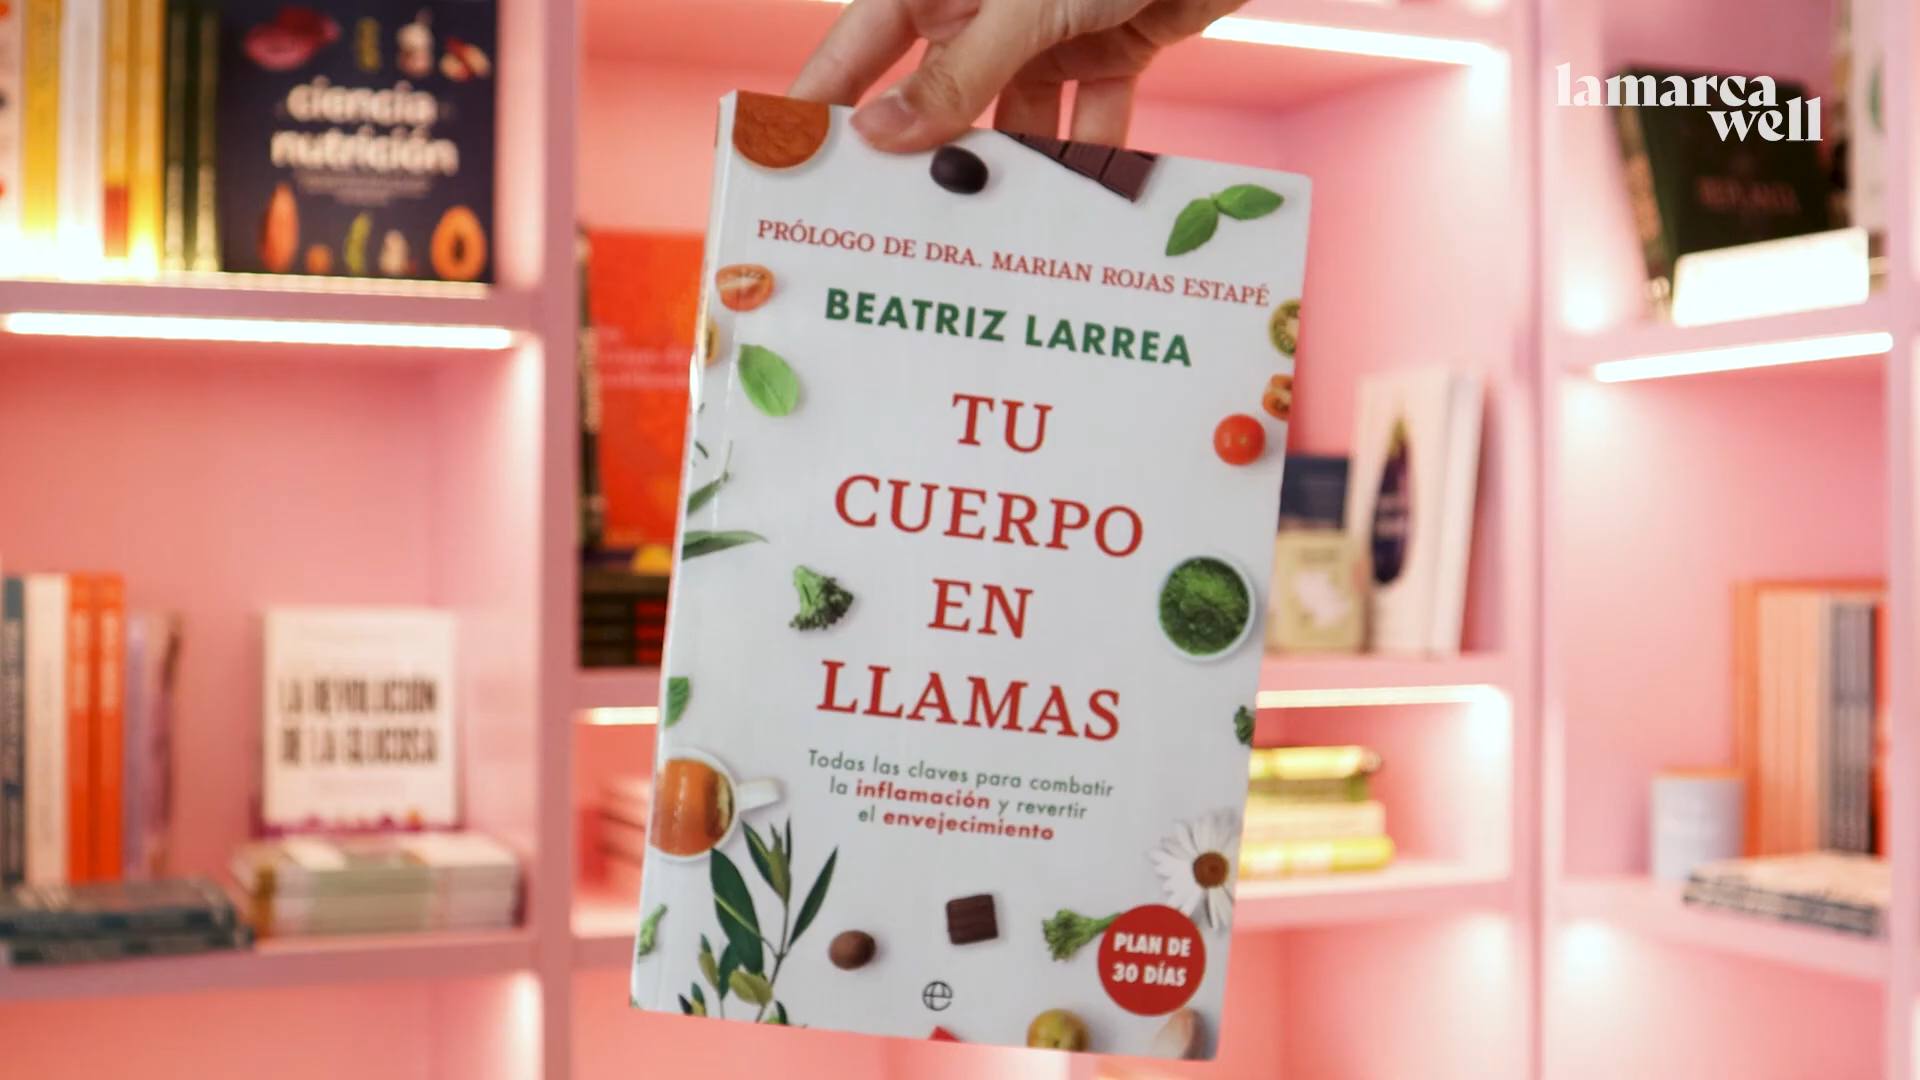 lamarca
well
ciencia
nutrición
PRÓLOGO DE DRA. MARIAN ROJAS ESTAPÉ
BEATRIZ LARREA
TU
CUERPO
EN
LLAMAS
Todas las claves para combatir
la inflamación y revertir
el envejecimiento
PLAN DE
30 DÍAS
LA REVOLUCIÓN
DE LA GLUCOSA